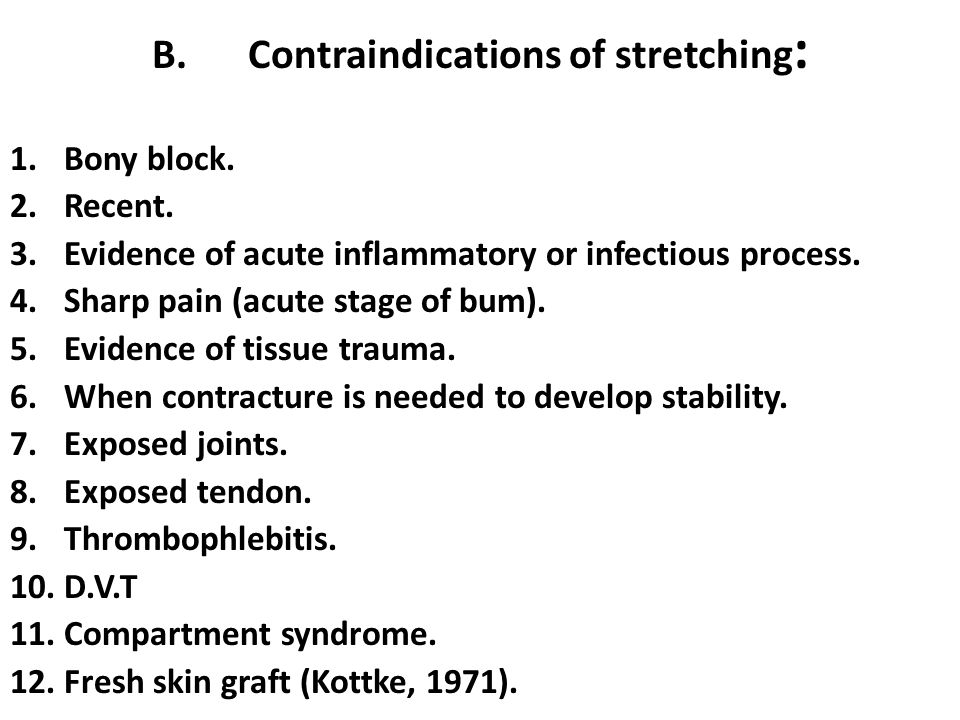 B. Contraindications of stretching:
1. Bony block.
2. Recent.
3. Evidence of acute inflammatory or infectious process.
4. Sharp pain (acute stage of bum).
5. Evidence of tissue trauma.
6. When contracture is needed to develop stability.
7. Exposed joints.
8. Exposed tendon.
9. Thrombophlebitis.
10. D.V.T
11. Compartment syndrome.
12. Fresh skin graft (Kottke, 1971).